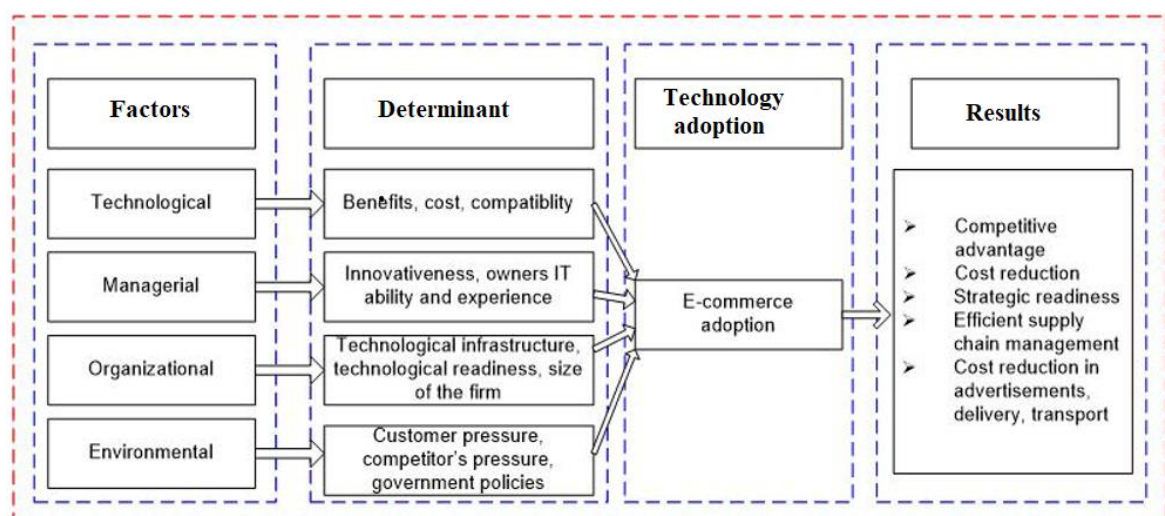 Factors
Determinant
Technology
adoption
Results
Technological
Benefits, cost, compatiblity
Managerial
Innovativeness, owners IT
ability and experience
Organizational
Technological infrastructure,
technological readiness, size
of the firm
Environmental
Customer pressure,
competitor's pressure,
government policies
E-commerce
adoption
➢ Competitive
advantage
➢ Cost reduction
➢ Strategic readiness
➢ Efficient supply
chain management
➢ Cost reduction in
advertisements,
delivery, transport